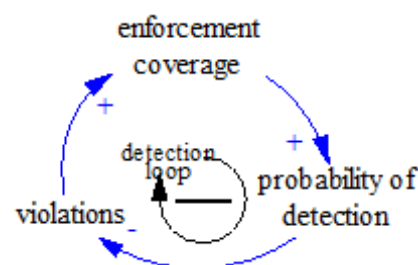 enforcement
coverage
+
+
detection
loop
probability of
detection
violations
-